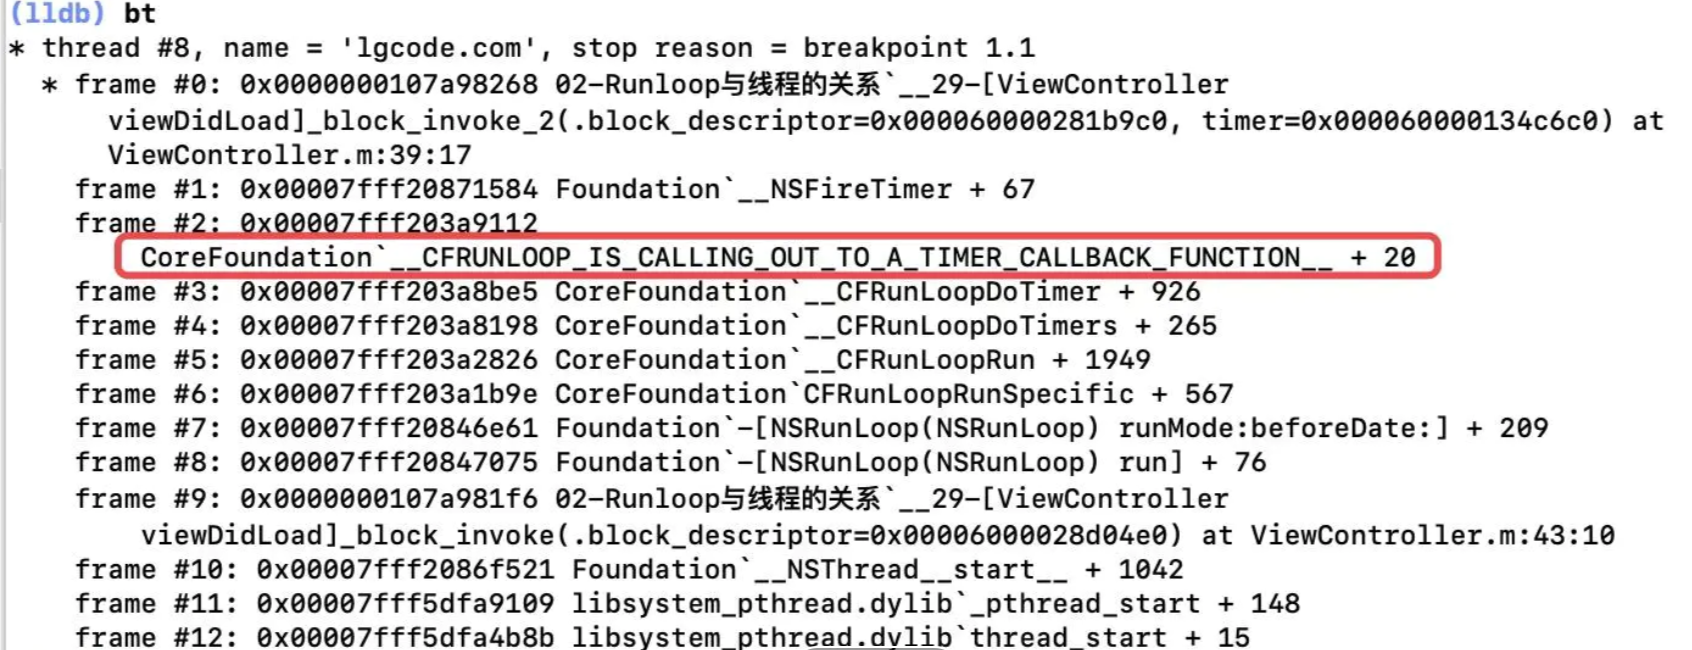 (lldb) bt
* thread #8, name = 'lgcode.com', stop reason = breakpoint 1.1
* frame #0: 0x0000000107a98268 02-Runloop与线程的关系`__29-[ViewController
viewDidLoad]_block_invoke_2(.block_descriptor=0x000060000281b9c0, timer=0x000060000134c6c0) at
ViewController.m:39:17
frame #1: 0x00007fff20871584 Foundation`__NSFireTimer + 67
frame #2: 0x00007fff203a9112
CoreFoundation`__CFRUNLOOP_IS_CALLING_OUT_TO_A_TIMER_CALLBACK_FUNCTION__ + 20
frame #3: 0x00007fff203a8be5 CoreFoundation`__CFRunLoopDoTimer + 926
frame #4: 0x00007fff203a8198 CoreFoundation`__CFRunLoopDoTimers + 265
frame #5: 0x00007fff203a2826 CoreFoundation`__CFRunLoopRun + 1949
frame #6: 0x00007fff203a1b9e CoreFoundation`CFRunLoopRunSpecific + 567
frame #7: 0x00007fff20846e61 Foundation`-[NSRunLoop(NSRunLoop) runMode:beforeDate:] + 209
frame #8: 0x00007fff20847075 Foundation`-[NSRunLoop(NSRunLoop) run] + 76
frame #9: 0x0000000107a981f6 02-Runloop与线程的关系`__29-[ViewController
viewDidLoad]_block_invoke(.block_descriptor=0x00006000028d04e0) at ViewController.m:43:10
frame #10: 0x00007fff2086f521 Foundation`__NSThread__start__ + 1042
frame #11: 0x00007fff5dfa9109 libsystem_pthread.dylib`_pthread_start + 148
frame #12: 0x00007fff5dfa4b8b libsystem_pthread.dylib`thread_start + 15